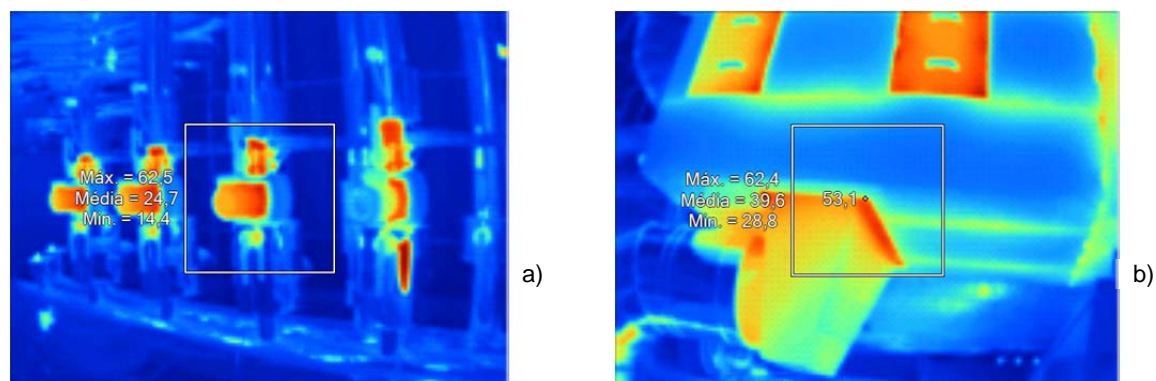 Máx. = 62,5
Média = 24,7
Mín. = 14,4
a)
Máx. = 62,4
Média = 39,6
Mín. = 28,8
53,1
b)